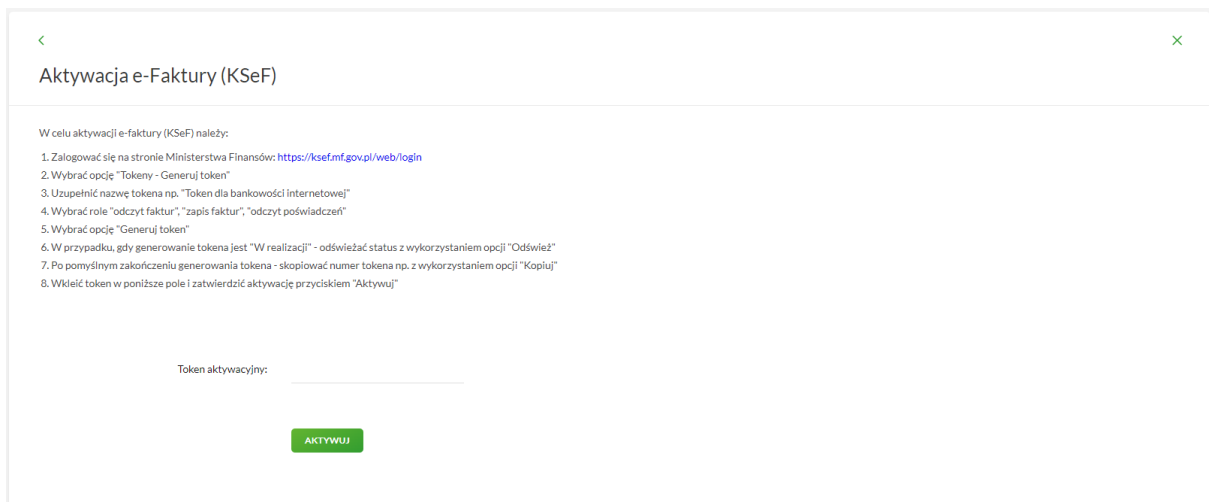 Aktywacja e-Faktury (KSeF)
W celu aktywacji e-faktury (KSeF) należy:
1. Zalogować się na stronie Ministerstwa Finansów: https://ksef.mf.gov.pl/web/login
2. Wybrać opcję "Tokeny - Generuj token"
3. Uzupełnić nazwę tokena np. "Token dla bankowości internetowej"
4. Wybrać role "odczyt faktur", "zapis faktur", "odczyt poświadczeń"
5. Wybrać opcję "Generuj token"
6. W przypadku, gdy generowanie tokena jest "W realizacji" - odświeżać status z wykorzystaniem opcji "Odśwież"
7. Po pomyślnym zakończeniu generowania tokena - skopiować numer tokena np. z wykorzystaniem opcji "Kopiuj"
8. Wkleić token w poniższe pole i zatwierdzić aktywację przyciskiem "Aktywuj"
Token aktywacyjny:
AKTYWUJ